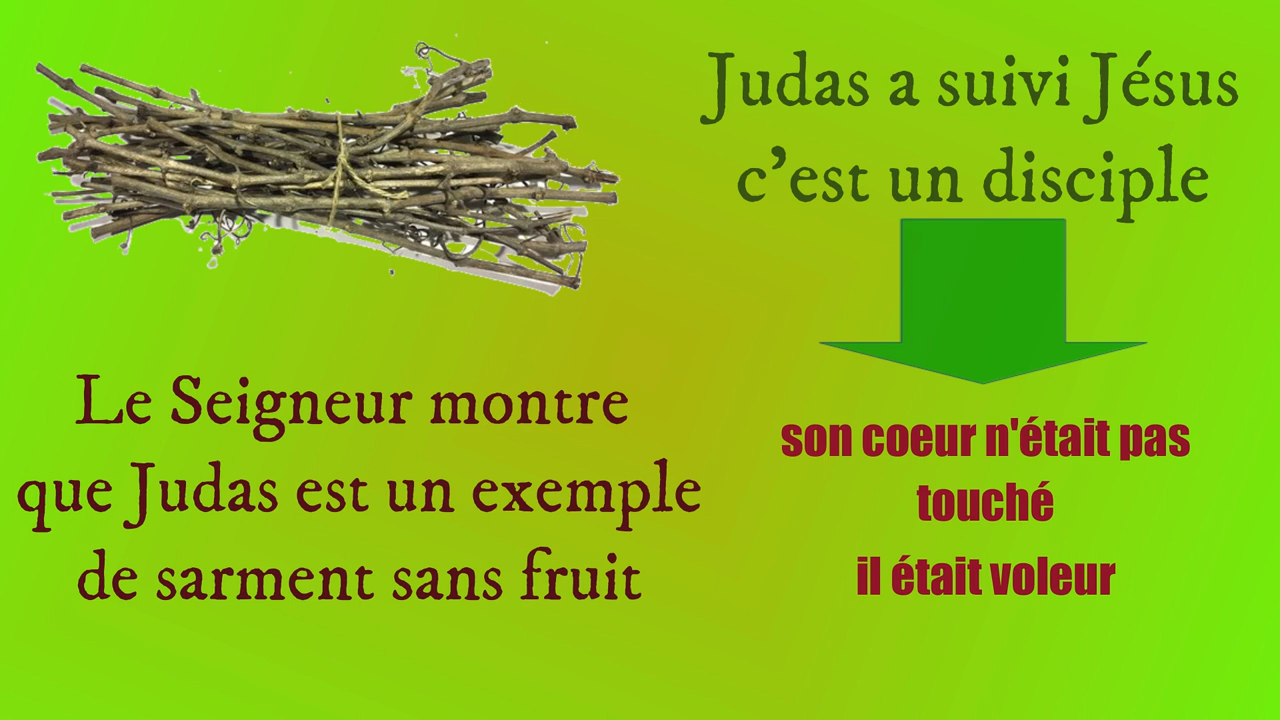 Judas a suivi Jésus
c’est un disciple
Le Seigneur montre
que Judas est un exemple
de sarment sans fruit
son coeur n'était pas
touché
il était voleur